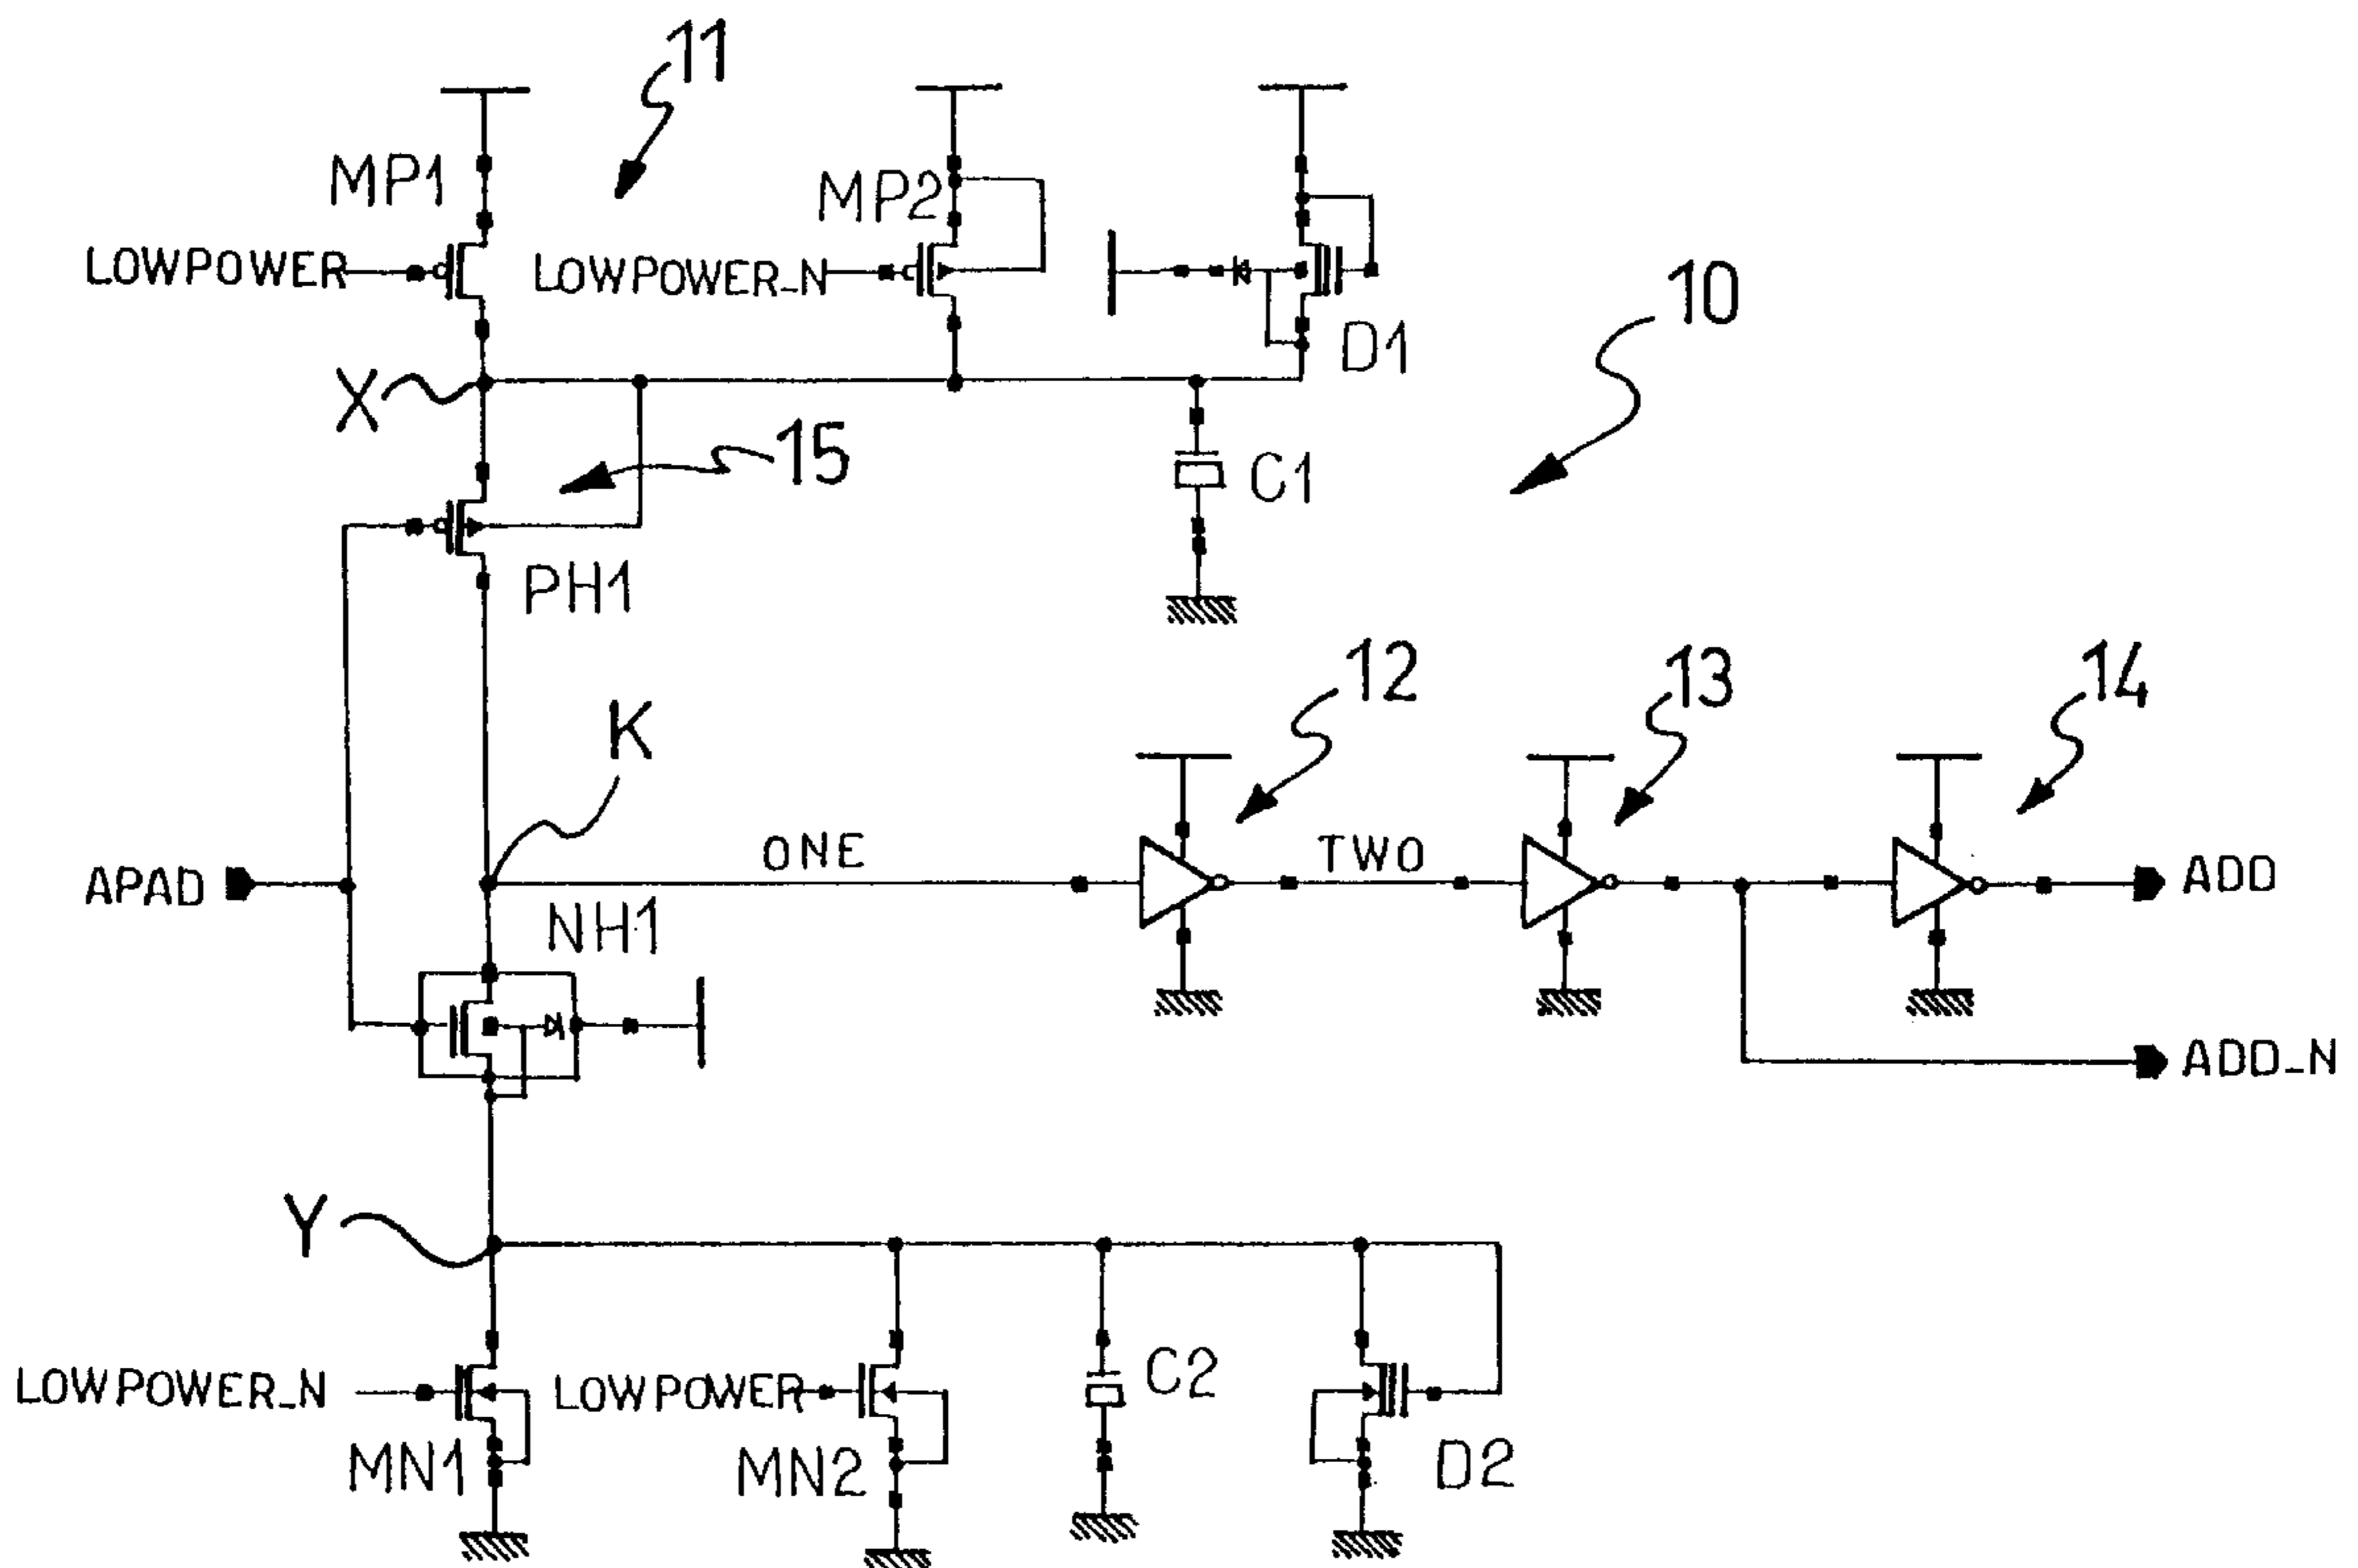 11
MP1
MP2
LOWPOWER
LOWPOWER_N
10
D1
X
15
C1
PH1
12
13
14
K
ONE
TWO
APAD
ADD
NH1
ADD_N
Y
C2
LOWPOWER_N
LOWPOWER
MN1
MN2
D2